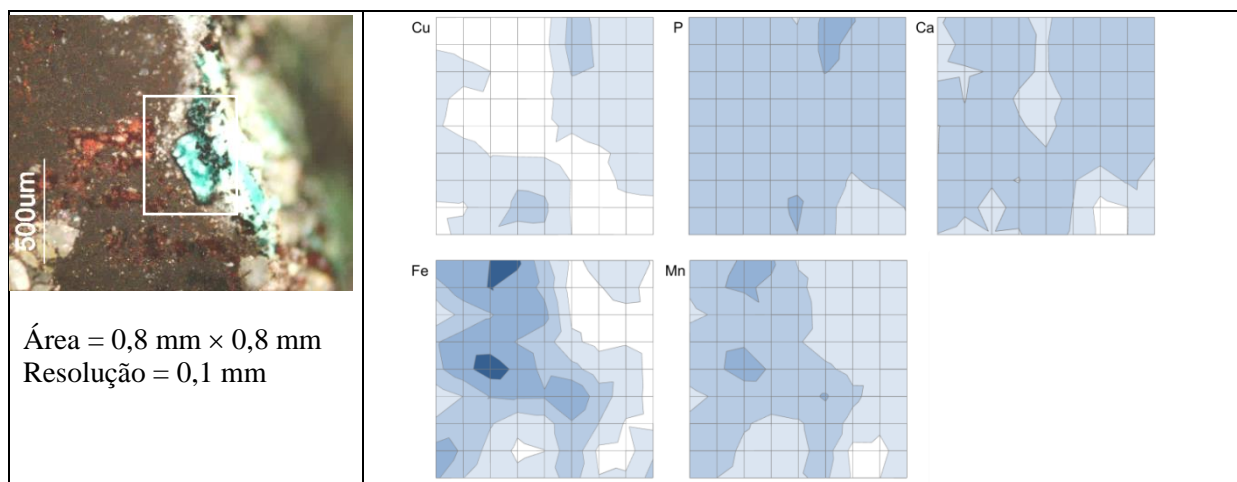 Cu
P
Ca
500um
Fe
Mn
Área = 0,8 mm × 0,8 mm
Resolução = 0,1 mm